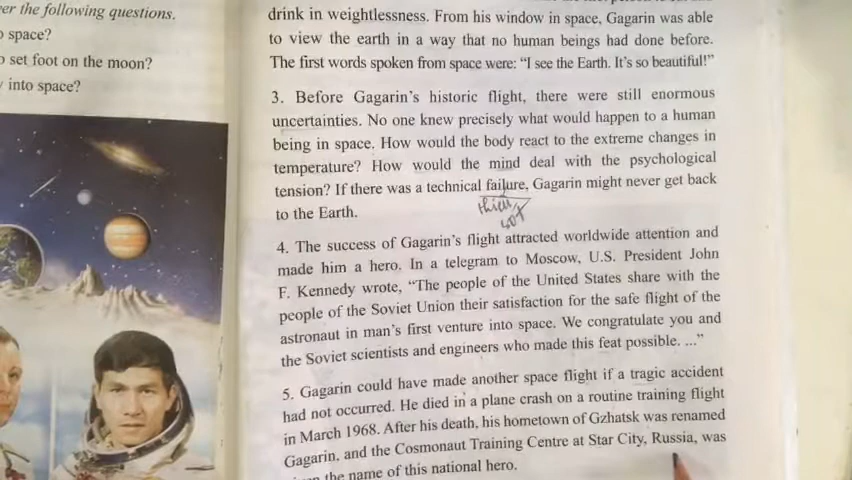 er the following questions.
space?
set foot on the moon?
into space?
drink in weightlessness. From his window in space, Gagarin was able
to view the earth in a way that no human beings had done before.
The first words spoken from space were: “I see the Earth. It’s so beautiful!”
3. Before Gagarin’s historic flight, there were still enormous
uncertainties. No one knew precisely what would happen to a human
being in space. How would the body react to the extreme changes in
temperature? How would the mind deal with the psychological
tension? If there was a technical failure, Gagarin might never get back
to the Earth.
4. The success of Gagarin’s flight attracted worldwide attention and
made him a hero. In a telegram to Moscow, U.S. President John
F. Kennedy wrote, “The people of the United States share with the
people of the Soviet Union their satisfaction for the safe flight of the
astronaut in man’s first venture into space. We congratulate you and
the Soviet scientists and engineers who made this feat possible. ...”
5. Gagarin could have made another space flight if a tragic accident
had not occurred. He died in a plane crash on a routine training flight
in March 1968. After his death, his hometown of Gzhatsk was renamed
Gagarin, and the Cosmonaut Training Centre at Star City, Russia, was
the name of this national hero.